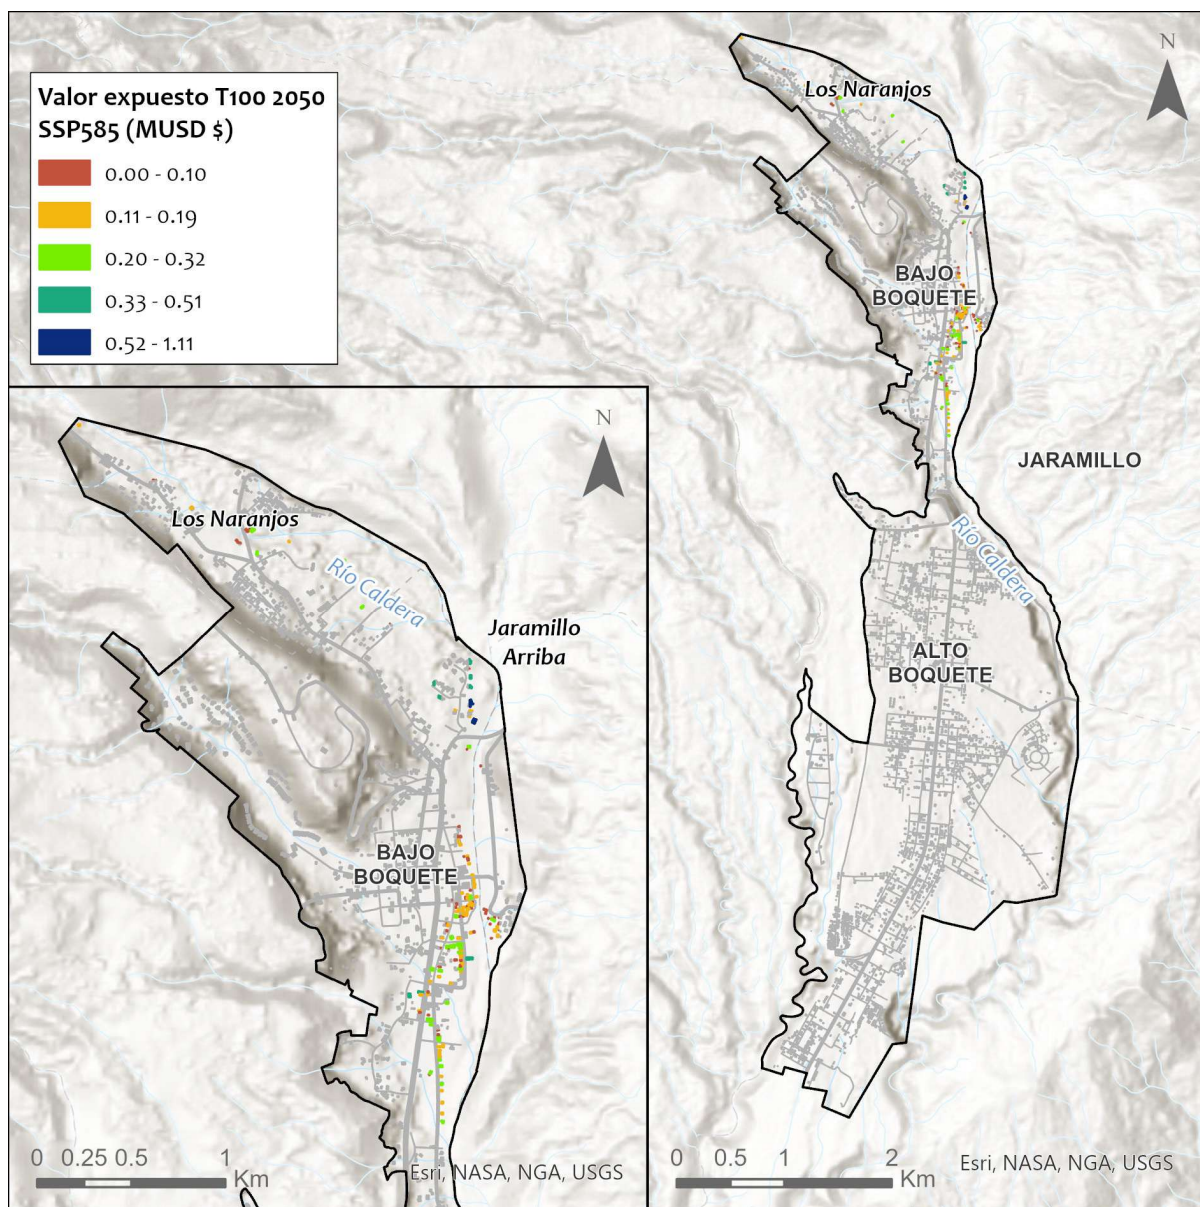 Valor expuesto T100 2050
SSP585 (MUSD $)
0.00 - 0.10
0.11 - 0.19
0.20 - 0.32
0.33 - 0.51
0.52 - 1.11
N
Los Naranjos
BAJO
BOQUETE
JARAMILLO
Río Caldera
ALTO
BOQUETE
0 0.5 1 2
Km
Esri, NASA, NGA, USGS
N
Los Naranjos
Río Caldera
Jaramillo
Arriba
BAJO
BOQUETE
0 0.25 0.5 1
Km
Esri, NASA, NGA, USGS